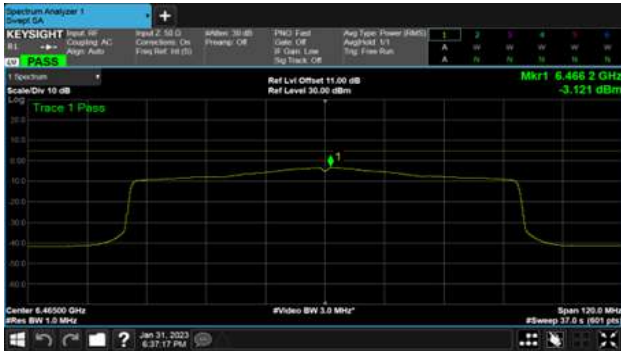 Spectrum Analyzer 1
Swept SA
+
KEYSIGHT
Input: RF
Coupling: AC
Align: Auto
Input Z: 50 Ω
Corrections: On
Freq Ref: Int (S)
#Atten: 30 dB
Preamp: Off
PNO: Fast
Gate: Off
IF Gain: Low
Sig Track: Off
Avg Type: Power (RMS)
Avg|Hold: 1/1
Trig: Free Run
1 2 3 4 5 6
A W W W W W
A N N N N N
PASS
1 Spectrum
Scale/Div 10 dB
Ref Lvl Offset 11.00 dB
Ref Level 30.00 dBm
Mkr1 6.466 2 GHz
-3.121 dBm
Log
Trace 1 Pass
20.0
10.0
0.00
-10.0
-20.0
-30.0
-40.0
-50.0
-60.0
1
Center 6.46500 GHz
#Res BW 1.0 MHz
#Video BW 3.0 MHz*
Span 120.0 MHz
#Sweep 37.0 s (601 pts)
?
Jan 31, 2023
6:37:17 PM